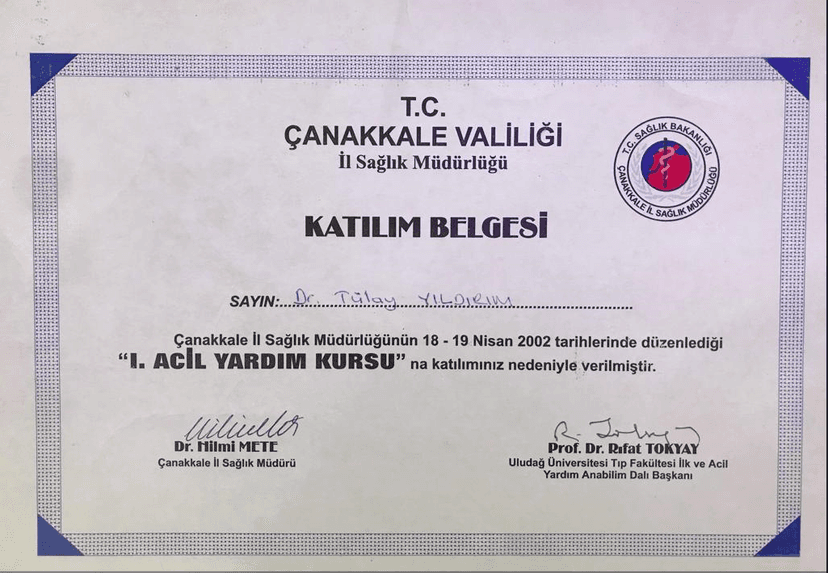 T.C.
ÇANAKKALE VALİLİĞİ
İl Sağlık Müdürlüğü
T.C. SAĞLIK BAKANLIĞI
ÇANAKKALE İL SAĞLIK MÜDÜRLÜĞÜ
KATILIM BELGESİ
SAYIN:....Dr. Tülay YILDIRIM..............................
Çanakkale İl Sağlık Müdürlüğünün 18 - 19 Nisan 2002 tarihlerinde düzenlediği
“I. ACİL YARDIM KURSU” na katılımınız nedeniyle verilmiştir.
Dr. Hilmi METE
Çanakkale İl Sağlık Müdürü
Prof. Dr. Rıfat TOKYAY
Uludağ Üniversitesi Tıp Fakültesi İlk ve Acil
Yardım Anabilim Dalı Başkanı